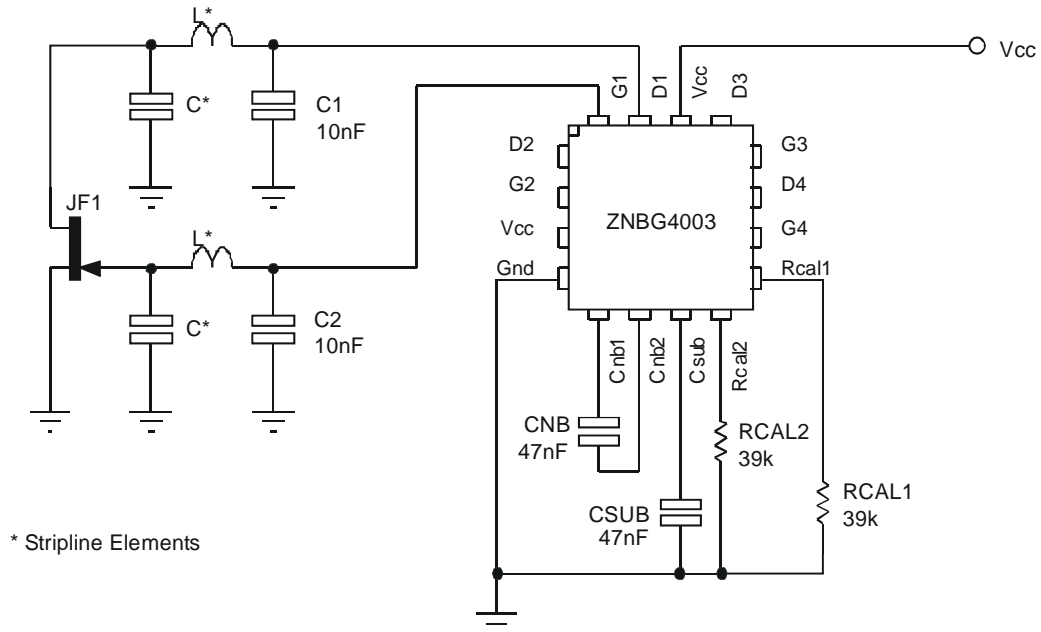 L*
Vcc
G1
D1
Vcc
D3
C*
C1
10nF
D2
G3
G2
D4
JF1
ZNBG4003
L*
Vcc
G4
Gnd
Rcal1
C*
C2
10nF
Cnb1
Cnb2
Csub
Rcal2
CNB
47nF
RCAL2
39k
RCAL1
39k
CSUB
47nF
* Stripline Elements